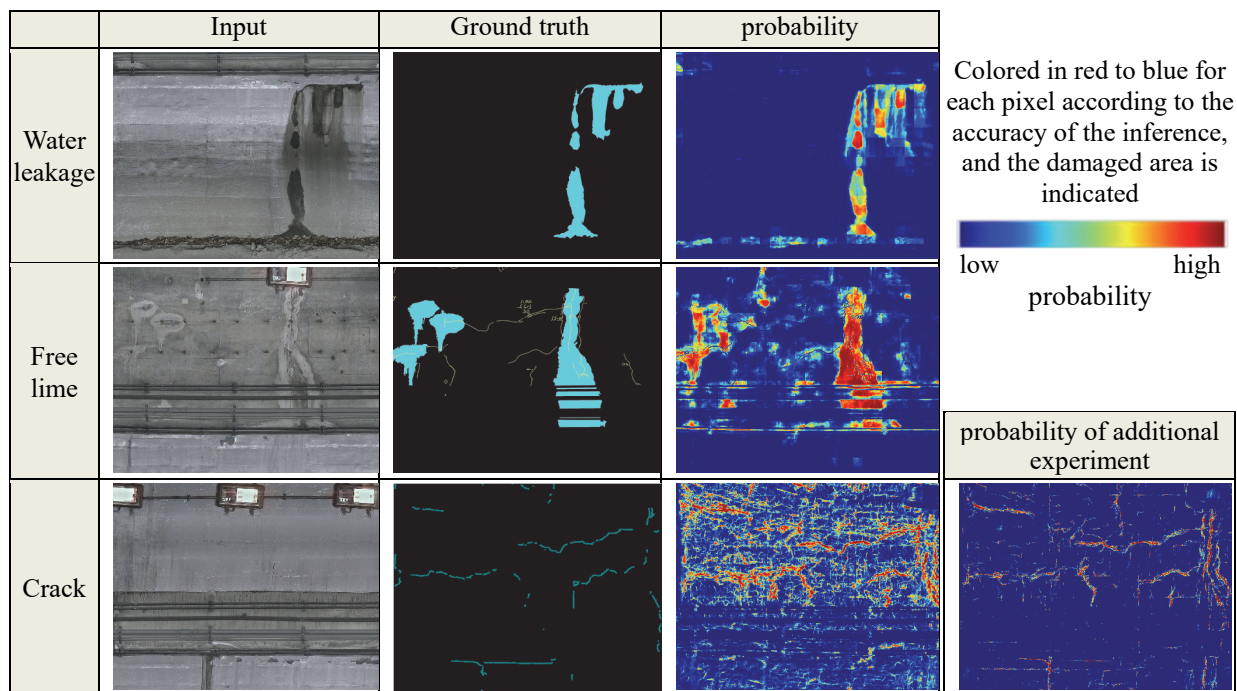 Input
Ground truth
probability
Water
leakage
Colored in red to blue for
each pixel according to the
accuracy of the inference,
and the damaged area is
indicated
low
high
probability
Free
lime
probability of additional
experiment
Crack